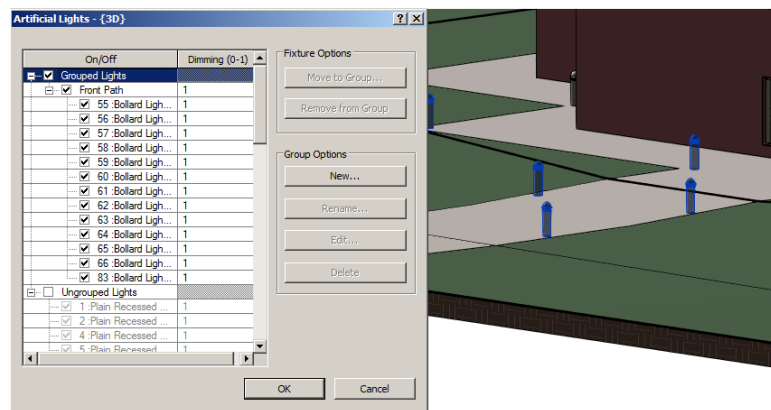 Artificial Lights - {3D}
On/Off Dimming (0-1)
Grouped Lights
Front Path 1
55 :Bollard Ligh... 1
56 :Bollard Ligh... 1
57 :Bollard Ligh... 1
58 :Bollard Ligh... 1
59 :Bollard Ligh... 1
60 :Bollard Ligh... 1
61 :Bollard Ligh... 1
62 :Bollard Ligh... 1
63 :Bollard Ligh... 1
64 :Bollard Ligh... 1
65 :Bollard Ligh... 1
66 :Bollard Ligh... 1
83 :Bollard Ligh... 1
Ungrouped Lights
1 :Plain Recessed ... 1
2 :Plain Recessed ... 1
4 :Plain Recessed ... 1
5 :Plain Recessed ... 1
Fixture Options
Move to Group...
Remove from Group
Group Options
New...
Rename...
Edit...
Delete
OK Cancel